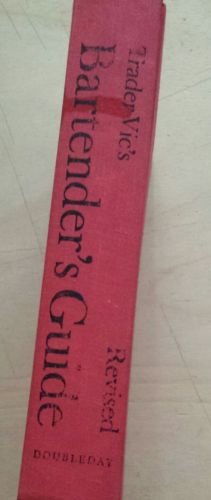 Trader Vic's
Bartender's Guide
Revised
DOUBLEDAY